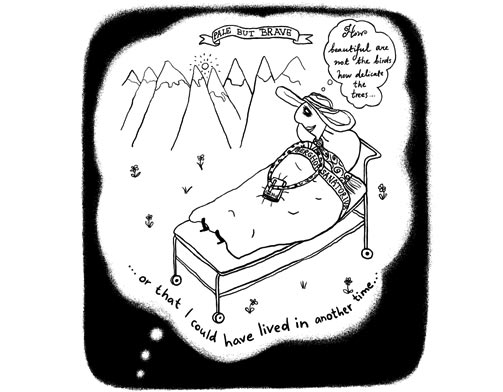 PALE BUT BRAVE
How
beautiful are
not the birds
how delicate
the
trees...
...or that I could have lived in another time...